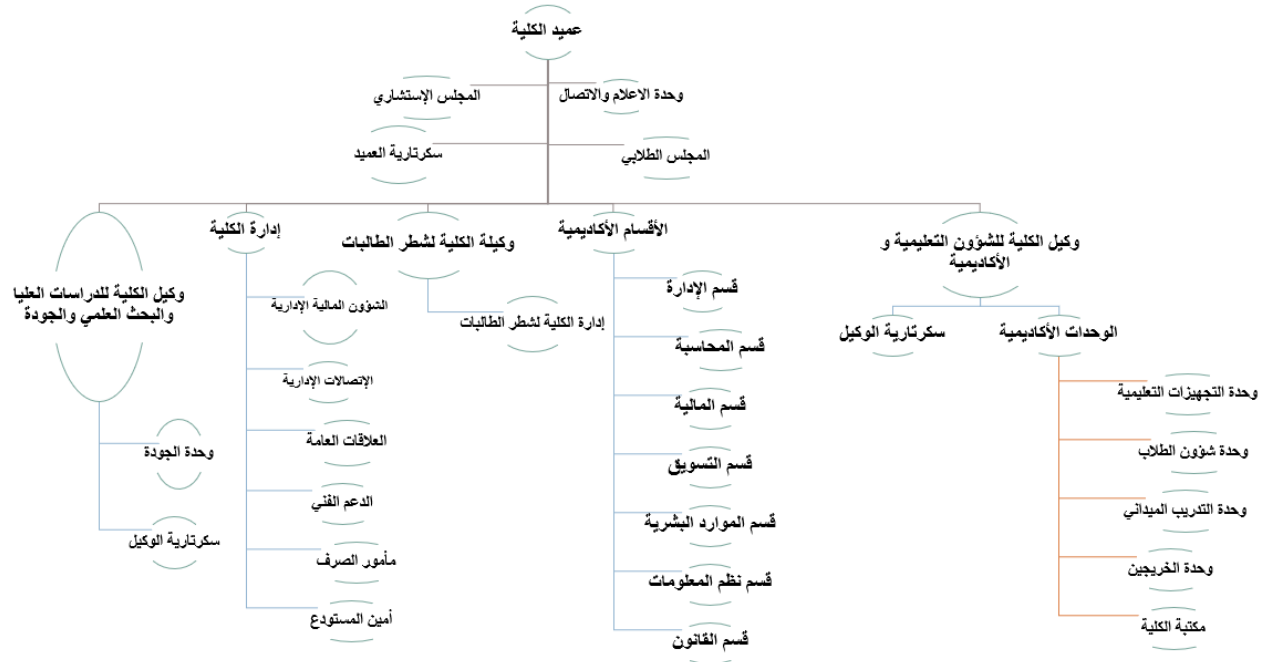 عميد الكلية
وحدة الاعلام والاتصال
المجلس الإستشاري
المجلس الطلابي
سكرتارية العميد
وكيل الكلية للشؤون التعليمية و
الأكاديمية
الوحدات الأكاديمية
سكرتارية الوكيل
وحدة التجهيزات التعليمية
وحدة شؤون الطلاب
وحدة التدريب الميداني
وحدة الخريجين
مكتبة الكلية
الأقسام الأكاديمية
قسم الإدارة
قسم المحاسبة
قسم المالية
قسم التسويق
قسم الموارد البشرية
قسم نظم المعلومات
قسم القانون
وكيلة الكلية لشطر الطالبات
إدارة الكلية لشطر الطالبات
إدارة الكلية
الشؤون المالية الإدارية
الإتصالات الإدارية
العلاقات العامة
الدعم الفني
مأمور الصرف
أمين المستودع
وكيل الكلية للدراسات العليا
والبحث العلمي والجودة
وحدة الجودة
سكرتارية الوكيل